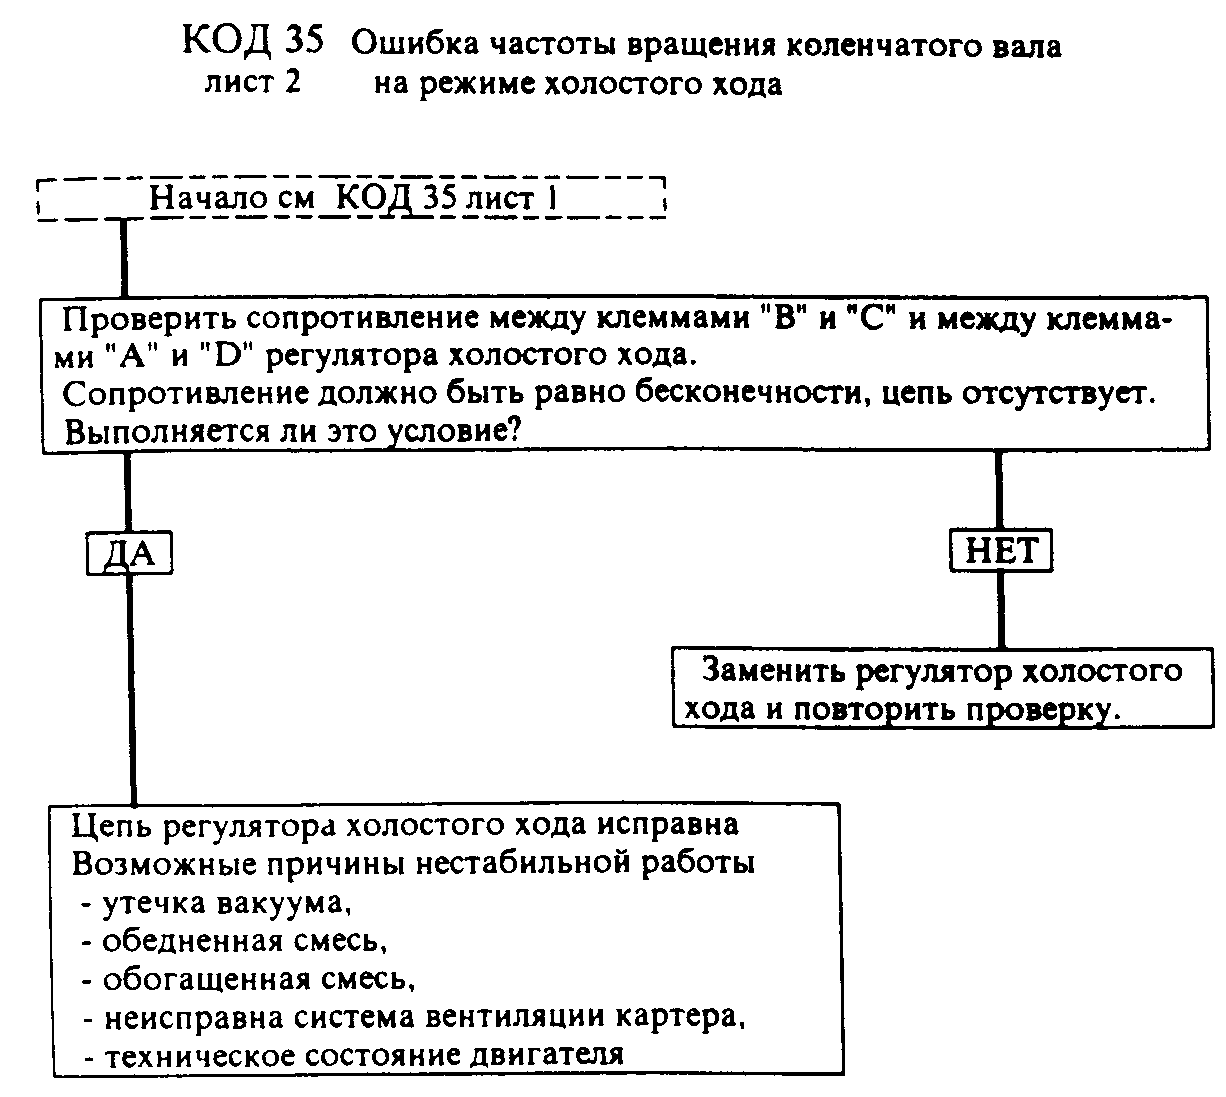 КОД 35 Ошибка частоты вращения коленчатого вала
лист 2 на режиме холостого хода
Начало см КОД 35 лист 1
Проверить сопротивление между клеммами "В" и "С" и между клемма-
ми "А" и "D" регулятора холостого хода.
Сопротивление должно быть равно бесконечности, цепь отсутствует.
Выполняется ли это условие?
ДА
НЕТ
Заменить регулятор холостого
хода и повторить проверку.
Цепь регулятора холостого хода исправна
Возможные причины нестабильной работы
- утечка вакуума,
- обедненная смесь,
- обогащенная смесь,
- неисправна система вентиляции картера,
- техническое состояние двигателя